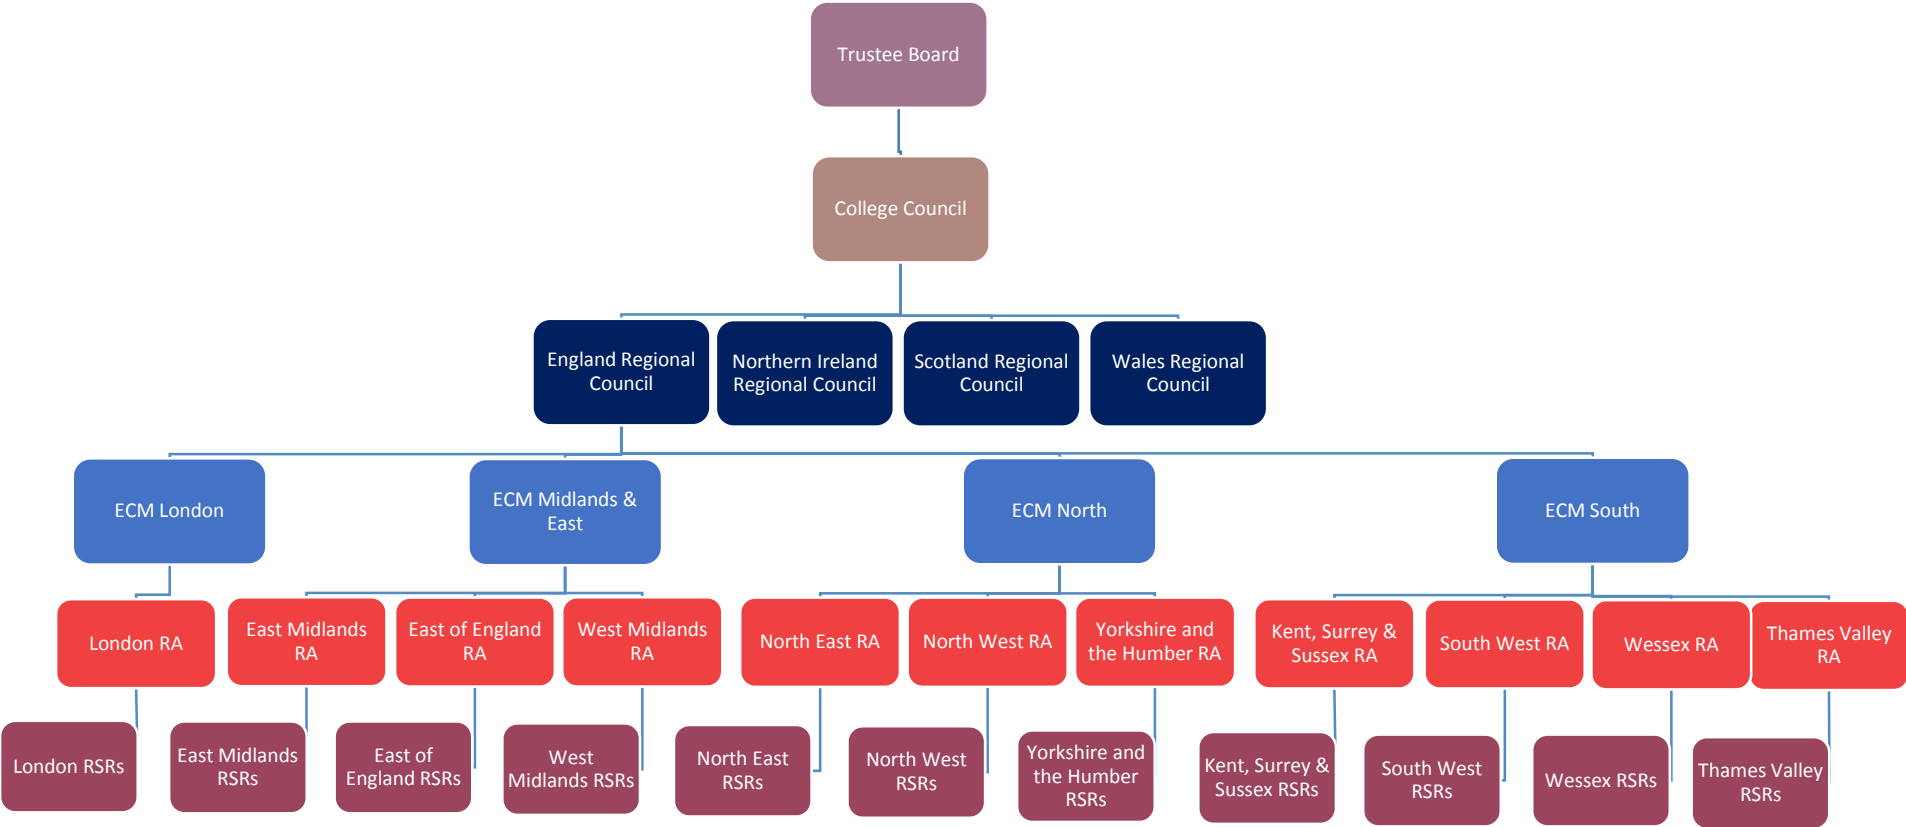 Trustee Board
College Council
England Regional
Council
Northern Ireland
Regional Council
Scotland Regional
Council
Wales Regional
Council
ECM London
ECM Midlands &
East
ECM North
ECM South
London RA
East Midlands
RA
East of England
RA
West Midlands
RA
North East RA
North West RA
Yorkshire and
the Humber RA
Kent, Surrey &
Sussex RA
South West RA
Wessex RA
Thames Valley
RA
London RSRs
East Midlands
RSRs
East of
England RSRs
West
Midlands RSRs
North East
RSRs
North West
RSRs
Yorkshire and
the Humber
RSRs
Kent, Surrey &
Sussex RSRs
South West
RSRs
Wessex RSRs
Thames Valley
RSRs